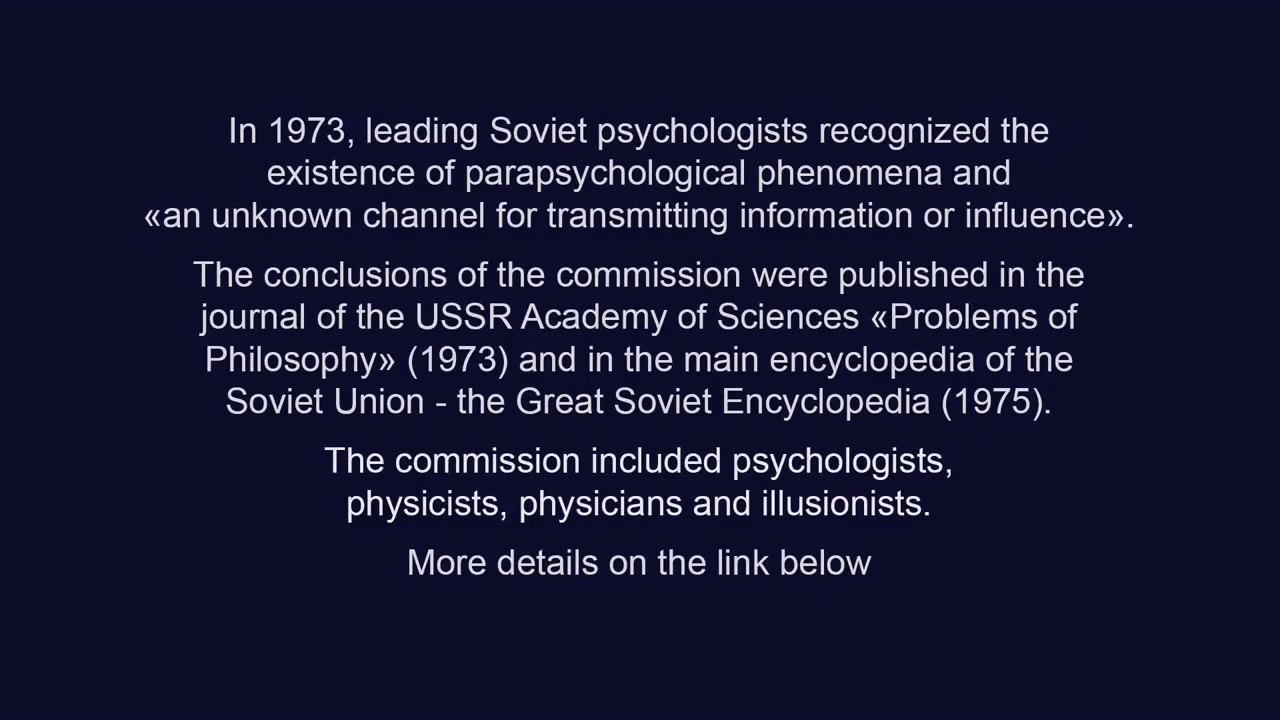 In 1973, leading Soviet psychologists recognized the
existence of parapsychological phenomena and
«an unknown channel for transmitting information or influence».
The conclusions of the commission were published in the
journal of the USSR Academy of Sciences «Problems of
Philosophy» (1973) and in the main encyclopedia of the
Soviet Union - the Great Soviet Encyclopedia (1975).
The commission included psychologists,
physicists, physicians and illusionists.
More details on the link below